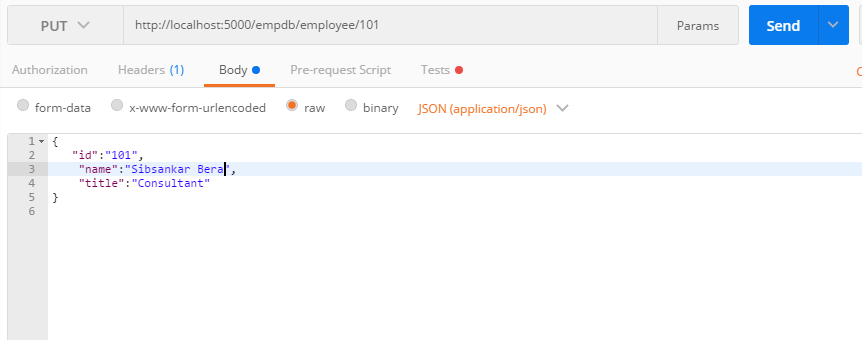 PUT http://localhost:5000/empdb/employee/101 Params Send
Authorization Headers (1) Body Pre-request Script Tests
form-data x-www-form-urlencoded raw binary JSON (application/json)
1 {
2 "id":"101",
3 "name":"Sibsankar Bera",
4 "title":"Consultant"
5 }
6